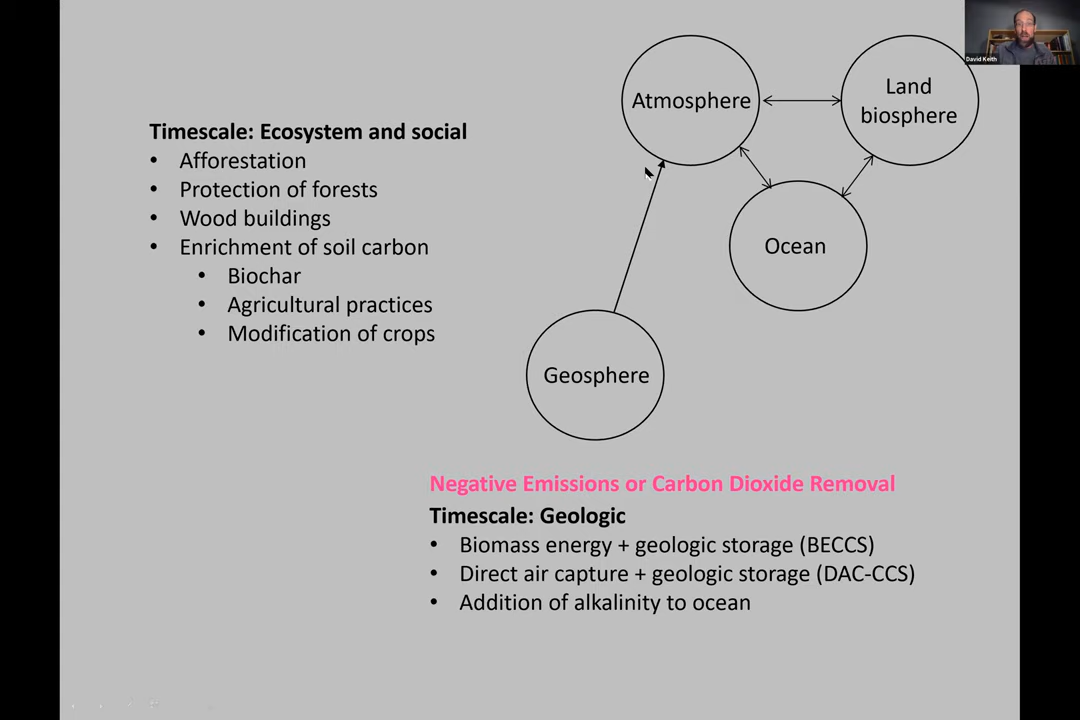 David Keith
Atmosphere
Land
biosphere
Ocean
Geosphere
Timescale: Ecosystem and social
• Afforestation
• Protection of forests
• Wood buildings
• Enrichment of soil carbon
• Biochar
• Agricultural practices
• Modification of crops
Negative Emissions or Carbon Dioxide Removal
Timescale: Geologic
• Biomass energy + geologic storage (BECCS)
• Direct air capture + geologic storage (DAC-CCS)
• Addition of alkalinity to ocean